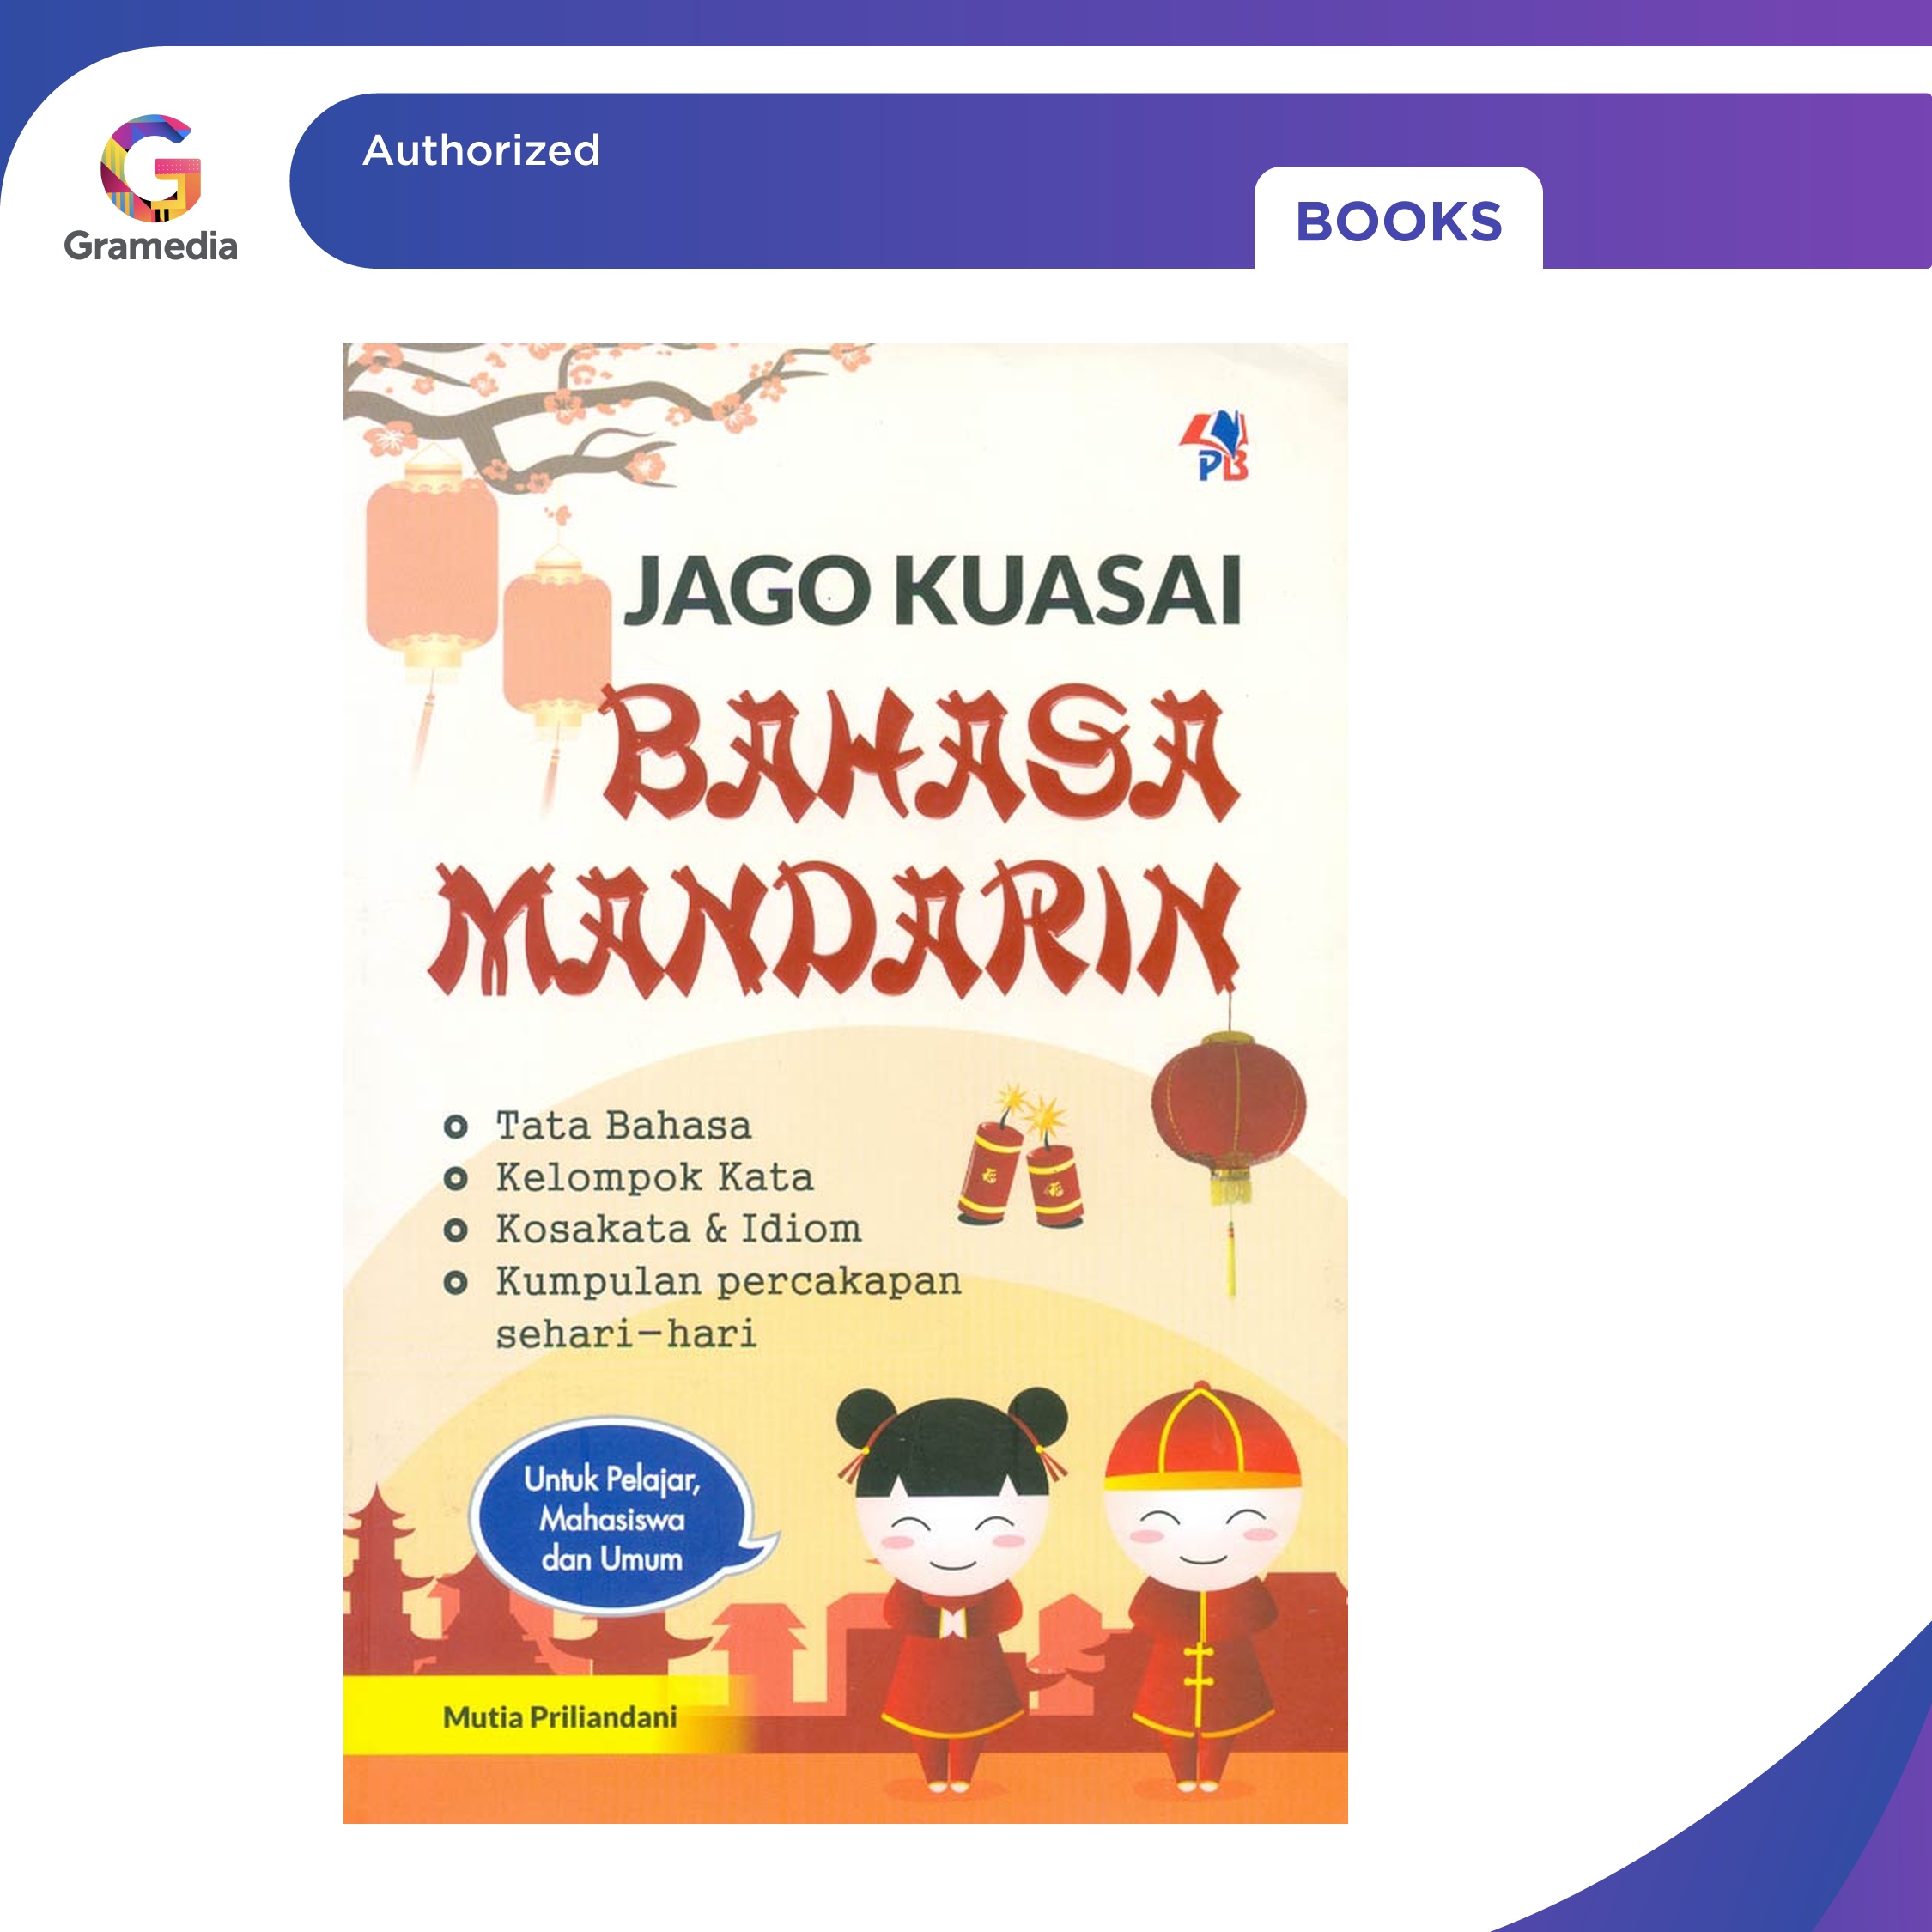 Gramedia
Authorized
BOOKS
PB
JAGO KUASAI
BAHASA
MANDARIN
Tata Bahasa
Kelompok Kata
Kosakata & Idiom
Kumpulan percakapan
sehari-hari
Untuk Pelajar,
Mahasiswa
dan Umum
Mutia Priliandani